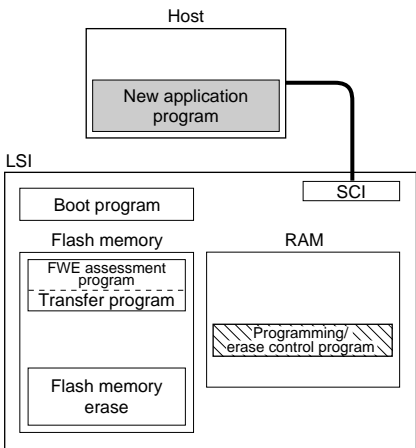 Host
New application
program
LSI
SCI
Boot program
Flash memory
RAM
FWE assessment
program
Transfer program
Programming/
erase control program
Flash memory
erase